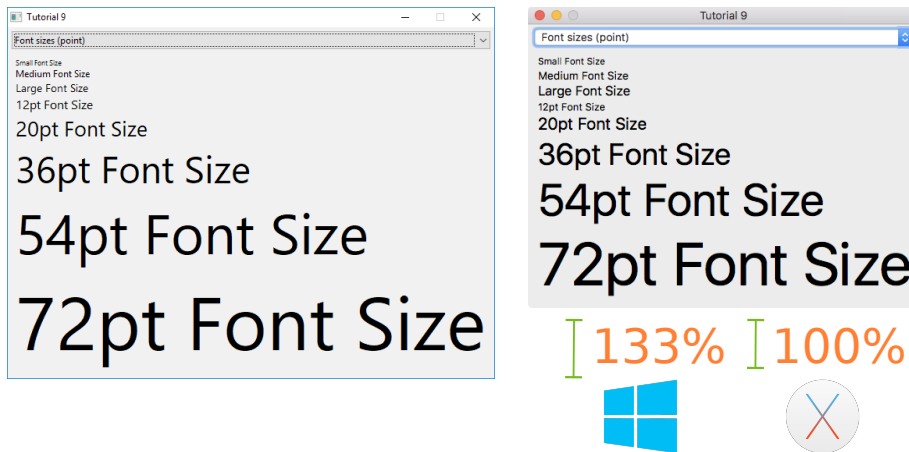 Tutorial 9
Font sizes (point)
Small Font Size
Medium Font Size
Large Font Size
12pt Font Size
20pt Font Size
36pt Font Size
54pt Font Size
72pt Font Size
Tutorial 9
Font sizes (point)
Small Font Size
Medium Font Size
Large Font Size
12pt Font Size
20pt Font Size
36pt Font Size
54pt Font Size
72pt Font Size
133% 100%